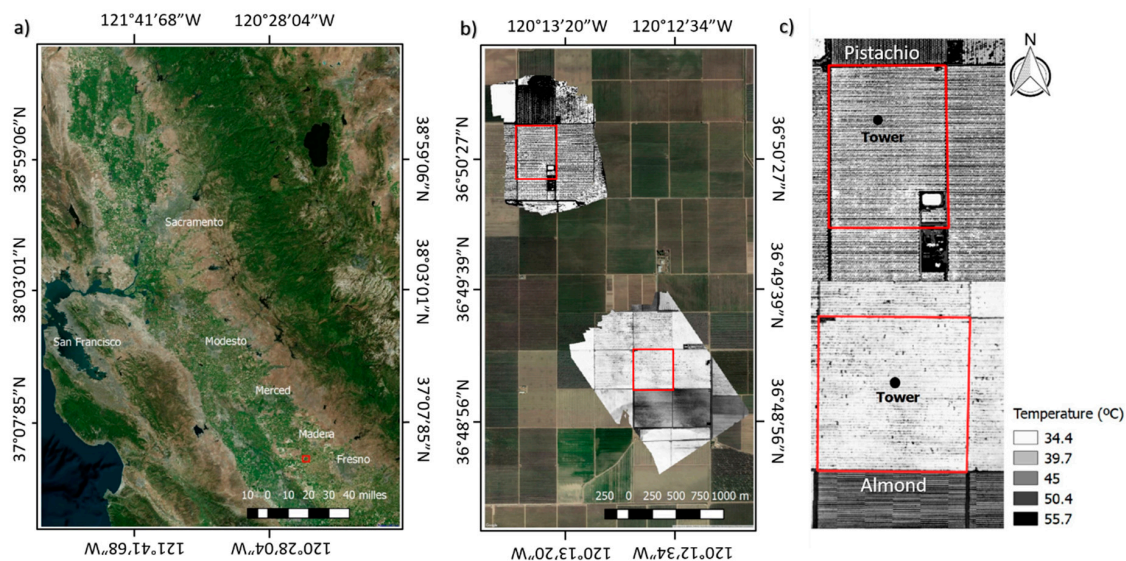 a)
121°41’68”W 120°28’04”W
38°59’06”N
38°59’06”N
38°03’01”N
38°03’01”N
37°07’85”N
37°07’85”N
Sacramento
San Francisco
Modesto
Merced
Madera
Fresno
10 0 10 20 30 40 milles
121°41’68”W 120°28’04”W
b)
120°13’20”W 120°12’34”W
36°50’27”N
36°50’27”N
36°49’39”N
36°49’39”N
36°48’56”N
36°48’56”N
250 0 250 500 750 1000 m
120°13’20”W 120°12’34”W
c)
Pistachio
N
Tower
Tower
Almond
Temperature (ºC)
34.4
39.7
45
50.4
55.7